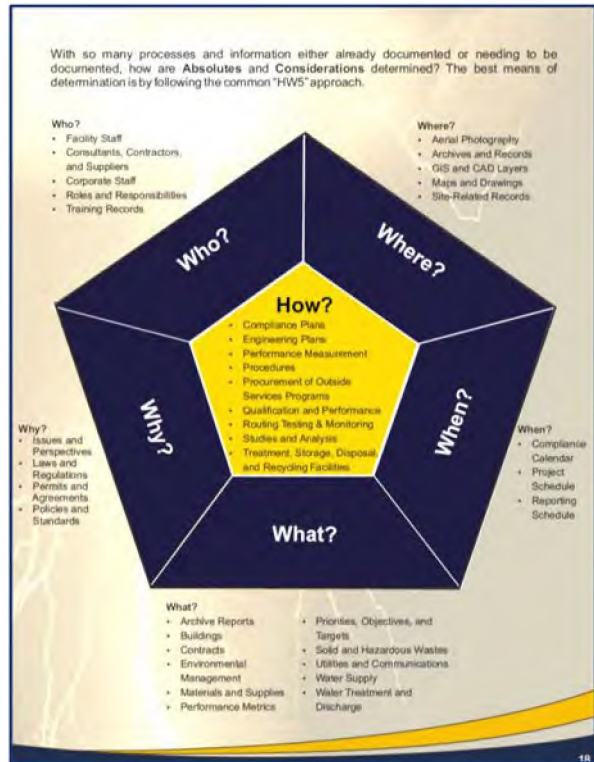 With so many processes and information either already documented or needing to be
documented, how are Absolutes and Considerations determined? The best means of
determination is by following the common "HW5" approach.
Who?
• Facility Staff
• Consultants, Contractors,
and Suppliers
• Corporate Staff
• Roles and Responsibilities
• Training Records
Where?
• Aerial Photography
• Archives and Records
• GIS and CAD Layers
• Maps and Drawings
• Site-Related Records
Who?
Where?
How?
• Compliance Plans
• Engineering Plans
• Performance Measurement
• Procedures
• Procurement of Outside
Services Programs
• Qualification and Performance
• Routing Testing & Monitoring
• Studies and Analysis
• Treatment, Storage, Disposal,
and Recycling Facilities
Why?
When?
What?
Why?
• Issues and
Perspectives
• Laws and
Regulations
• Permits and
Agreements
• Policies and
Standards
When?
• Compliance
Calendar
• Project
Schedule
• Reporting
Schedule
What?
• Archive Reports
• Buildings
• Contracts
• Environmental
Management
• Materials and Supplies
• Performance Metrics
• Priorities, Objectives, and
Targets
• Solid and Hazardous Wastes
• Utilities and Communications
• Water Supply
• Water Treatment and
Discharge
18